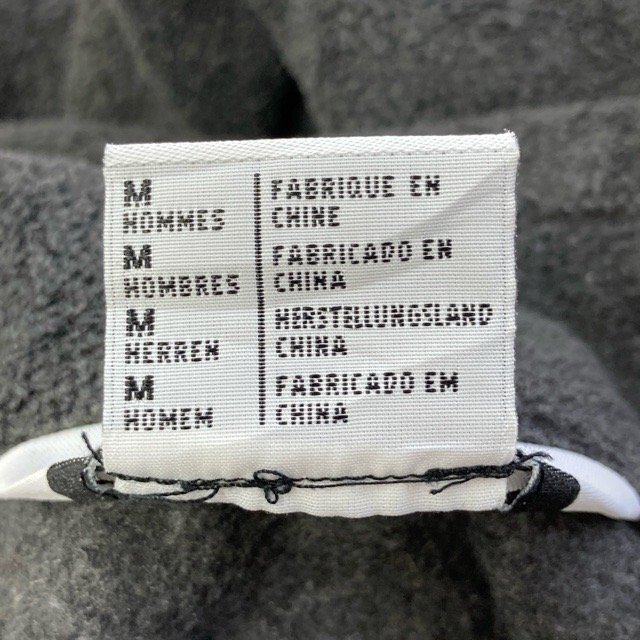 M
HOMMES
FABRIQUE EN
CHINE
M
HOMBRES
FABRICADO EN
CHINA
M
HERREN
HERSTELLUNGSLAND
CHINA
M
HOMEM
FABRICADO EM
CHINA